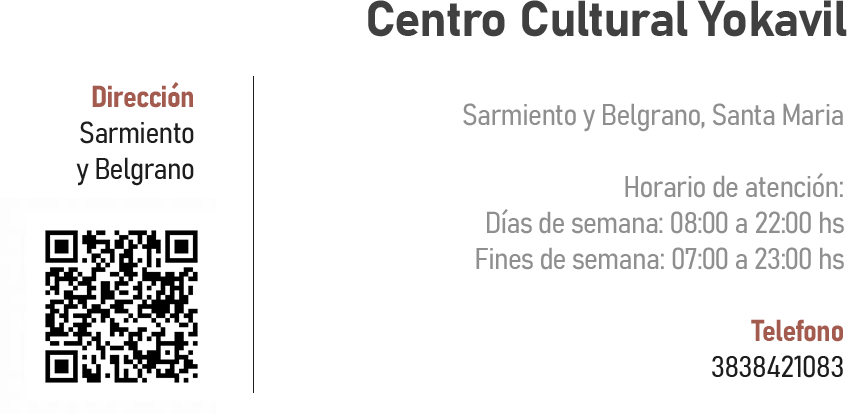 Centro Cultural Yokavil
Dirección
Sarmiento
y Belgrano
Sarmiento y Belgrano, Santa Maria
Horario de atención:
Días de semana: 08:00 a 22:00 hs
Fines de semana: 07:00 a 23:00 hs
Telefono
3838421083